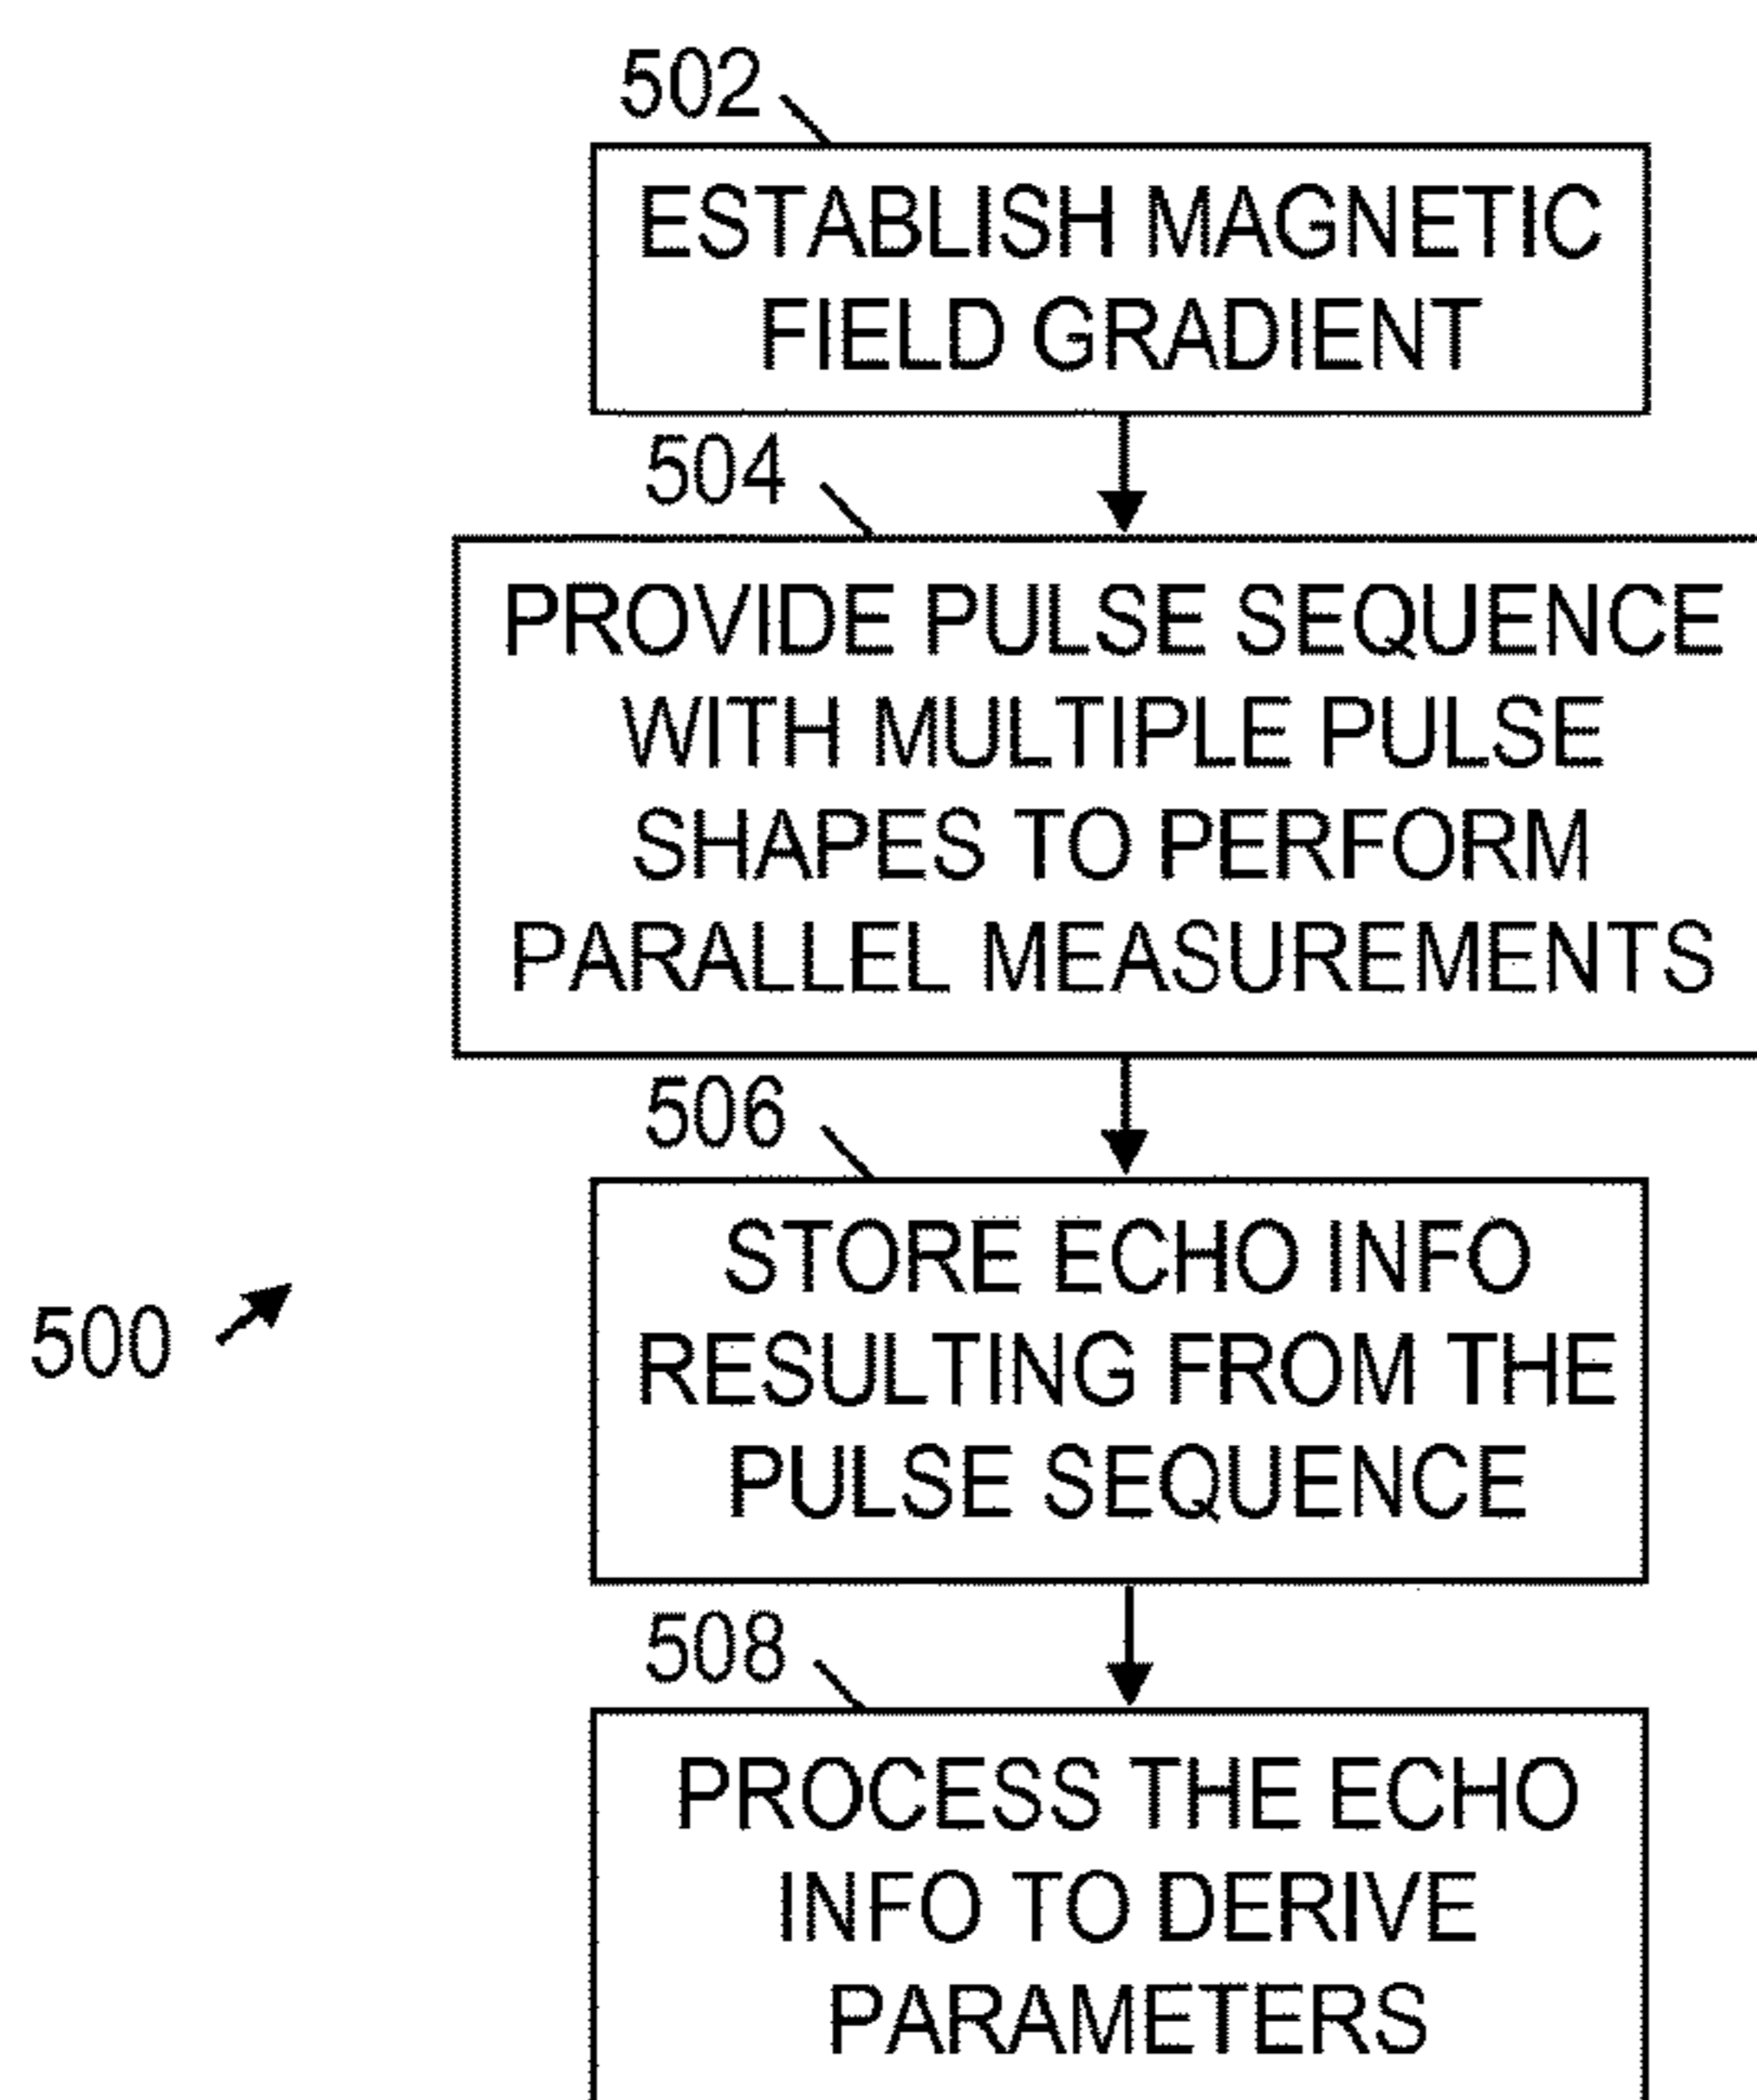 502
ESTABLISH MAGNETIC
FIELD GRADIENT
504
PROVIDE PULSE SEQUENCE
WITH MULTIPLE PULSE
SHAPES TO PERFORM
PARALLEL MEASUREMENTS
506
STORE ECHO INFO
RESULTING FROM THE
PULSE SEQUENCE
500
508
PROCESS THE ECHO
INFO TO DERIVE
PARAMETERS